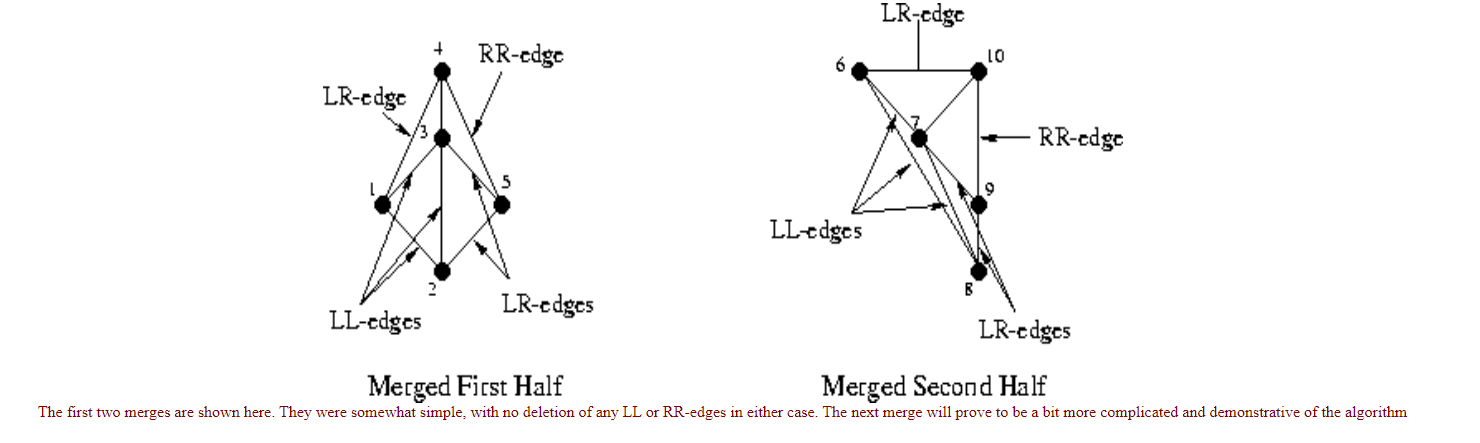 LR-edge
4
RR-edge
6
10
LR-edge
3
7
RR-edge
1
5
9
LL-edges
2
8
LR-edges
LL-edges
LR-edges
Merged First Half
Merged Second Half
The first two merges are shown here. They were somewhat simple, with no deletion of any LL or RR-edges in either case. The next merge will prove to be a bit more complicated and demonstrative of the algorithm